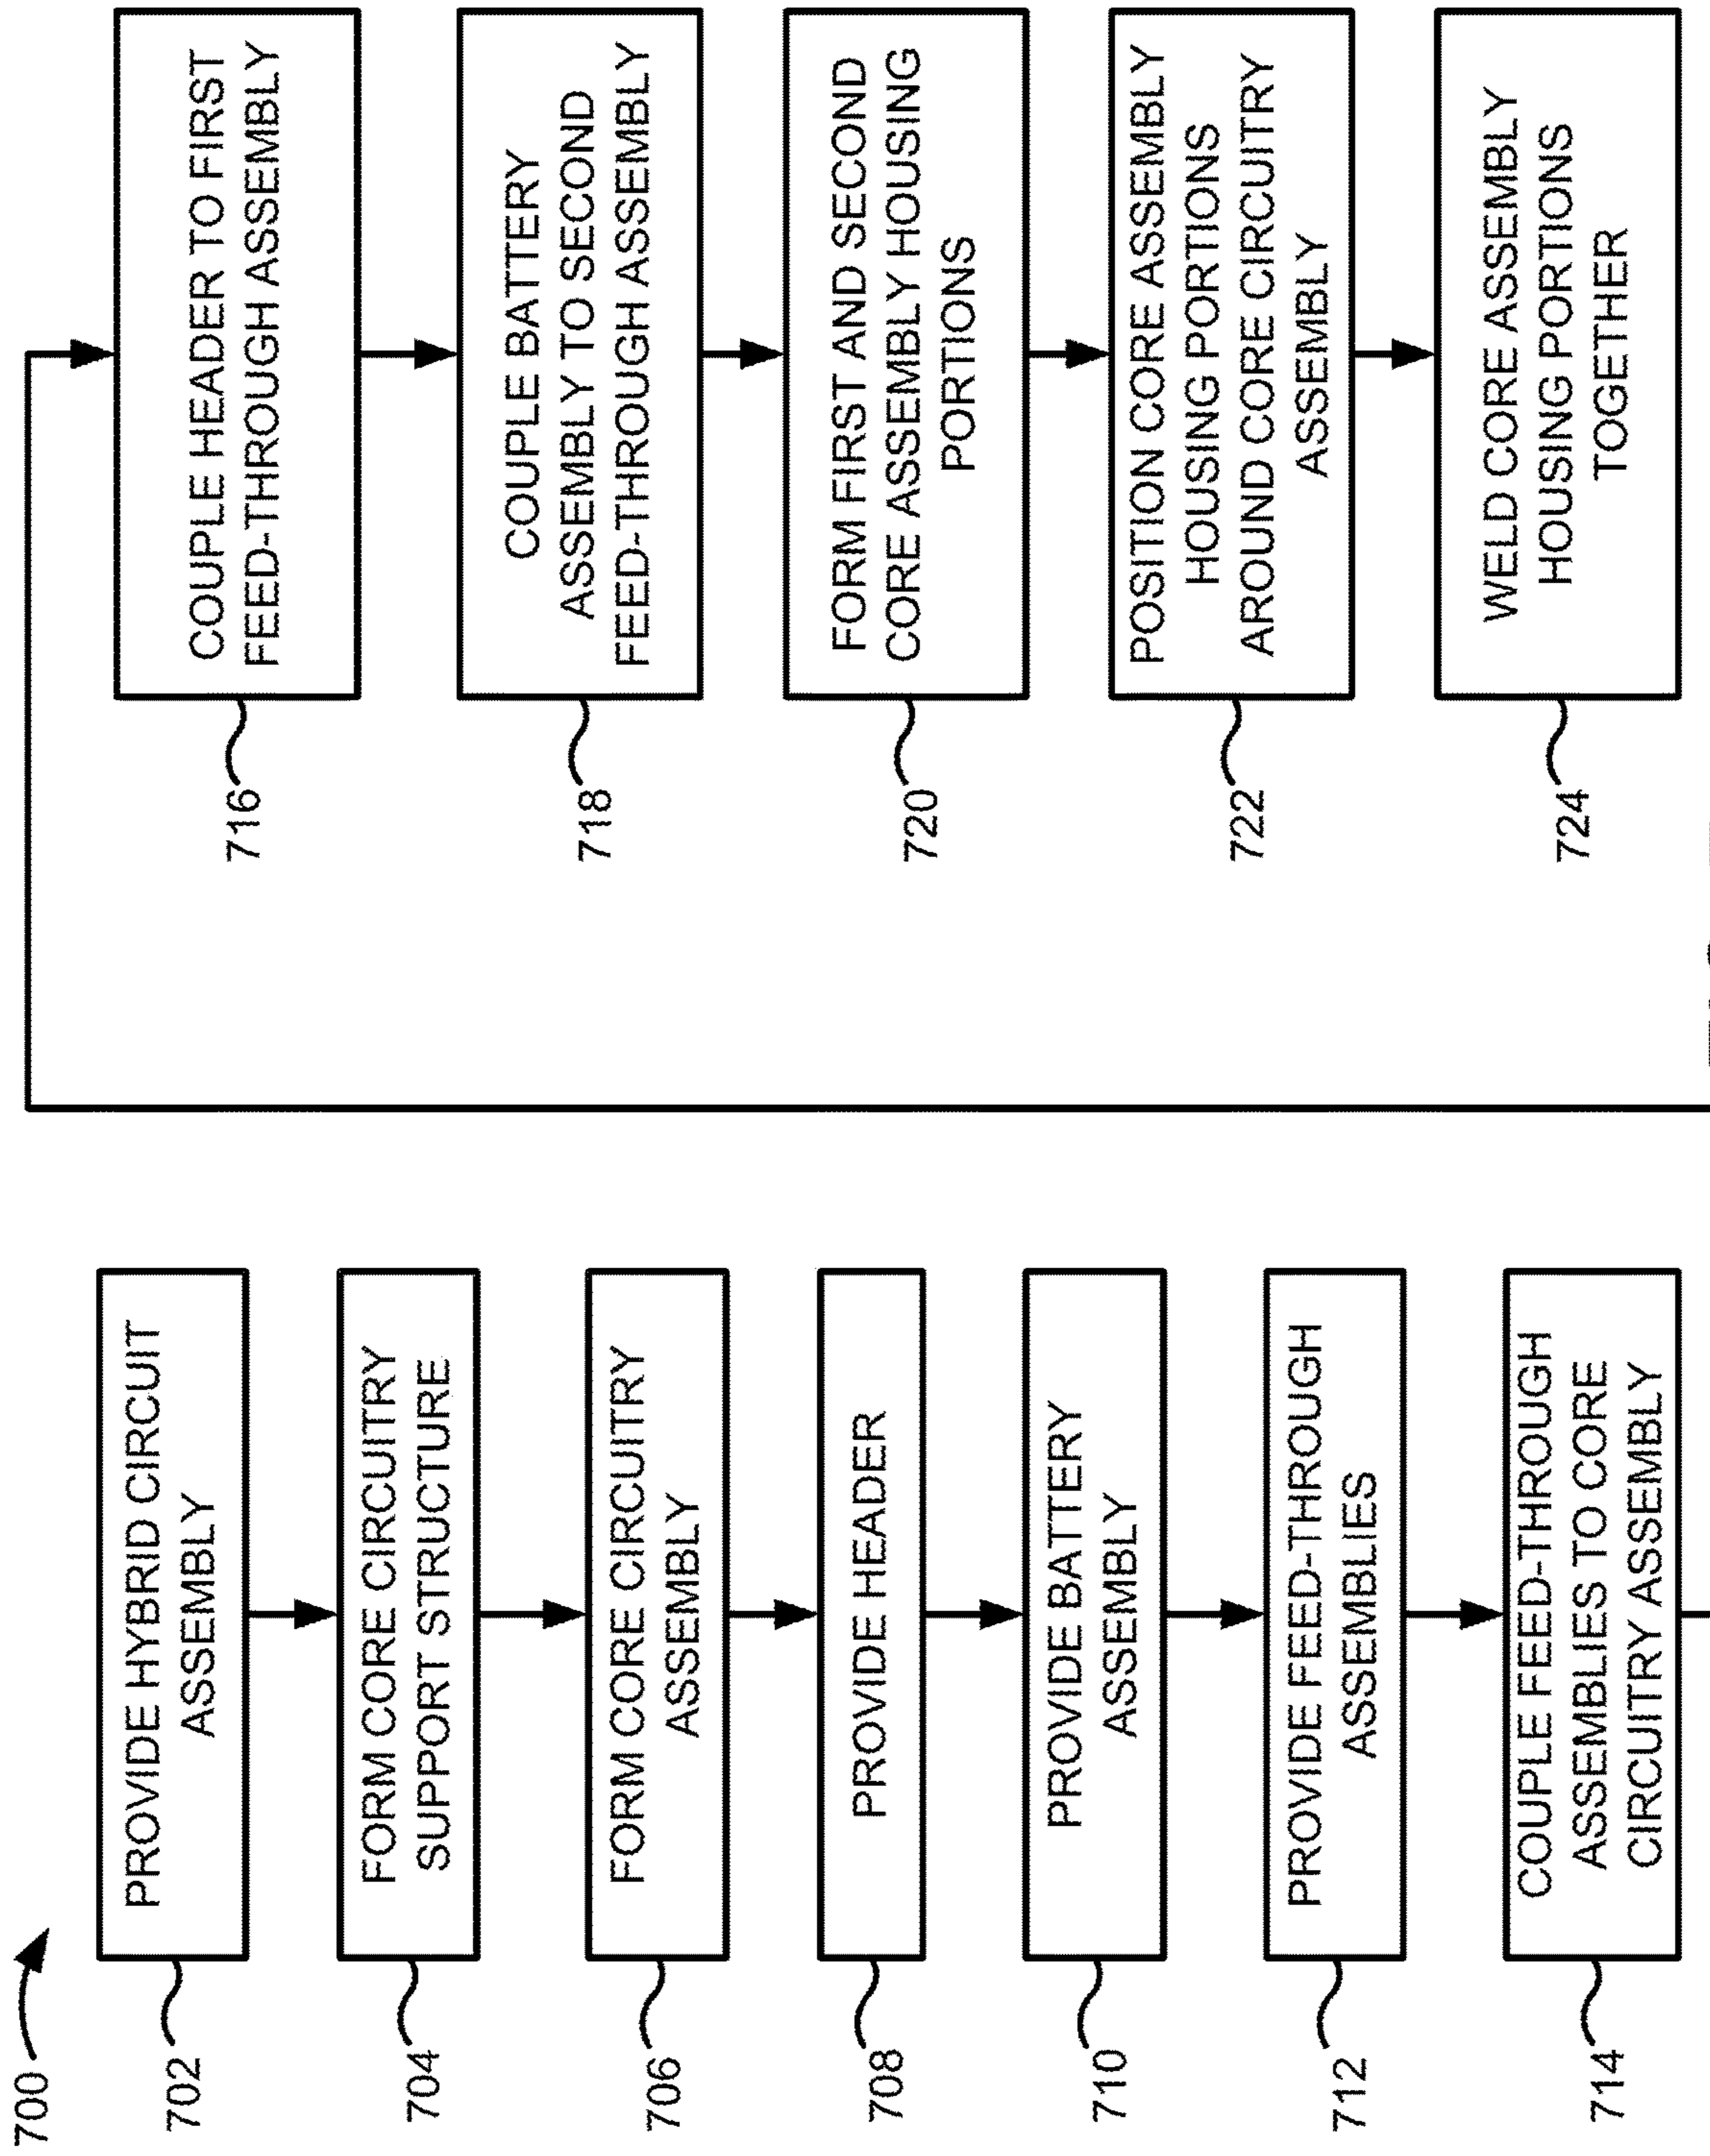 700
702
PROVIDE HYBRID CIRCUIT
ASSEMBLY
704
FORM CORE CIRCUITRY
SUPPORT STRUCTURE
706
FORM CORE CIRCUITRY
ASSEMBLY
708
PROVIDE HEADER
710
PROVIDE BATTERY
ASSEMBLY
712
PROVIDE FEED-THROUGH
ASSEMBLIES
714
COUPLE FEED-THROUGH
ASSEMBLIES TO CORE
CIRCUITRY ASSEMBLY
716
COUPLE HEADER TO FIRST
FEED-THROUGH ASSEMBLY
718
COUPLE BATTERY
ASSEMBLY TO SECOND
FEED-THROUGH ASSEMBLY
720
FORM FIRST AND SECOND
CORE ASSEMBLY HOUSING
PORTIONS
722
POSITION CORE ASSEMBLY
HOUSING PORTIONS
AROUND CORE CIRCUITRY
ASSEMBLY
724
WELD CORE ASSEMBLY
HOUSING PORTIONS
TOGETHER